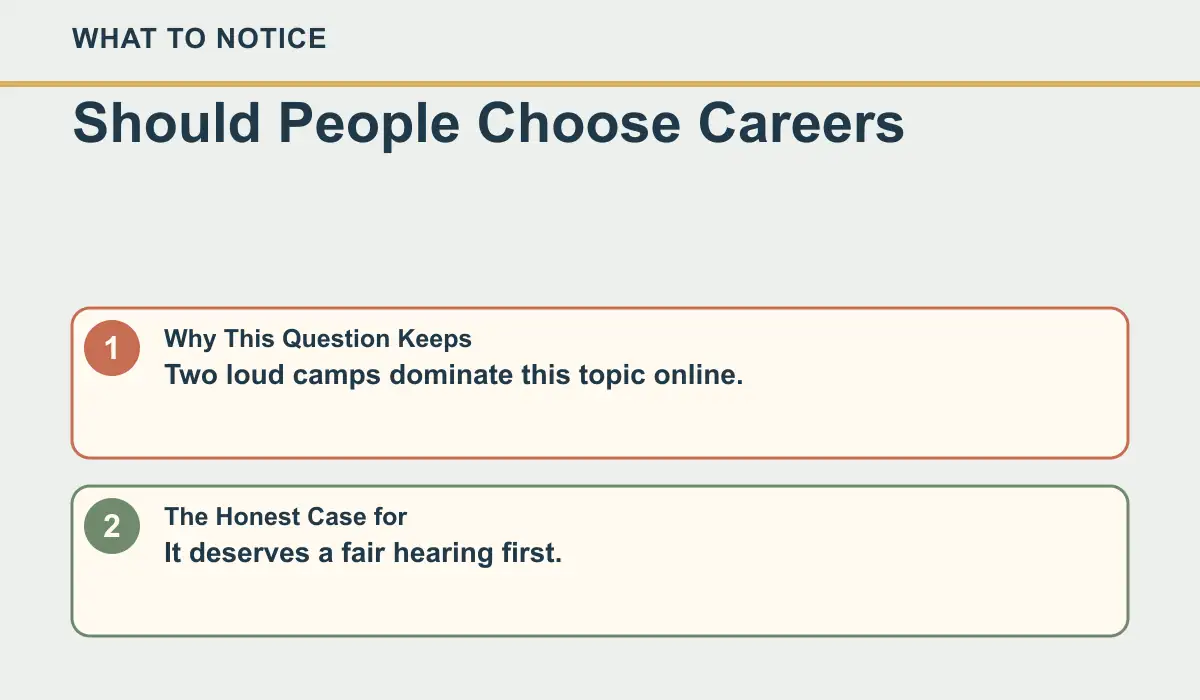 WHAT TO NOTICE
Should People Choose Careers
1
Why This Question Keeps
Two loud camps dominate this topic online.
2
The Honest Case for
It deserves a fair hearing first.